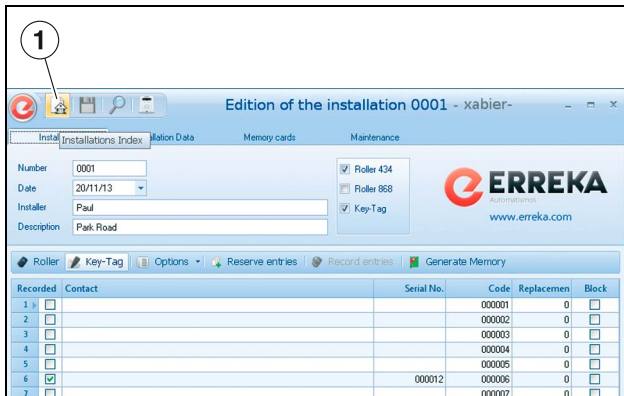 1
Edition of the installation 0001 - xabier-
Instal Installations Index llation Data Memory cards Maintenance
Number 0001
Date 20/11/13
Installer Paul
Description Park Road
Roller 434
Roller 868
Key-Tag
ERREKA
Automatismos
www.erreka.com
Roller Key-Tag Options Reserve entries Record entries Generate Memory
Recorded Contact Serial No. Code Replacemen Block
1 000001 0
2 000002 0
3 000003 0
4 000004 0
5 000005 0
6 000012 000006 0
7 000007 0